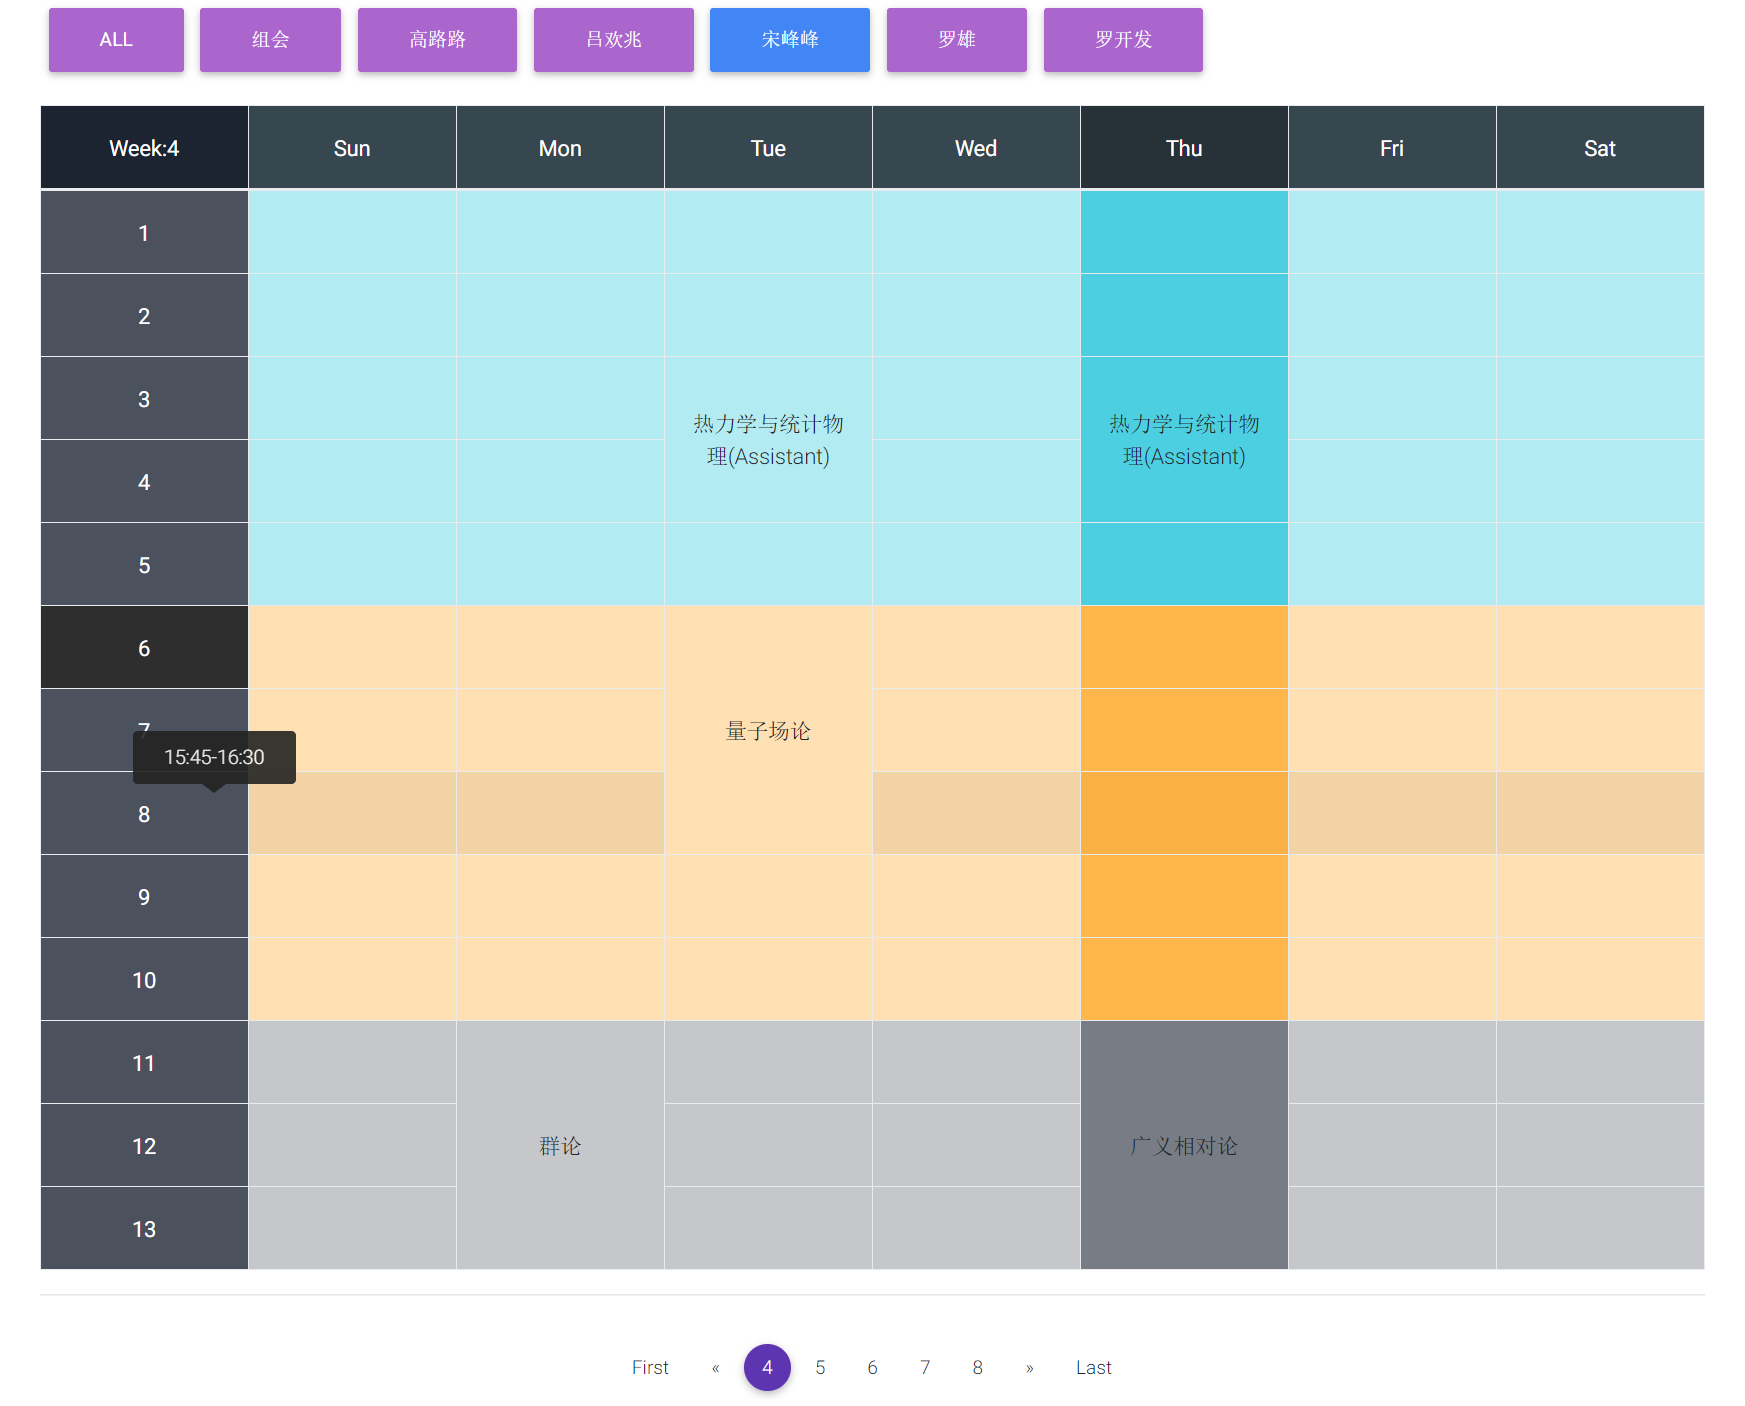 ALL 组会 高路路 吕欢兆 宋峰峰 罗雄 罗开发
Week:4 Sun Mon Tue Wed Thu Fri Sat
1
2
3
热力学与统计物
理(Assistant)
热力学与统计物
理(Assistant)
4
5
6
7
量子场论
15:45-16:30
8
9
10
11
12
群论
广义相对论
13
First « 4 5 6 7 8 » Last